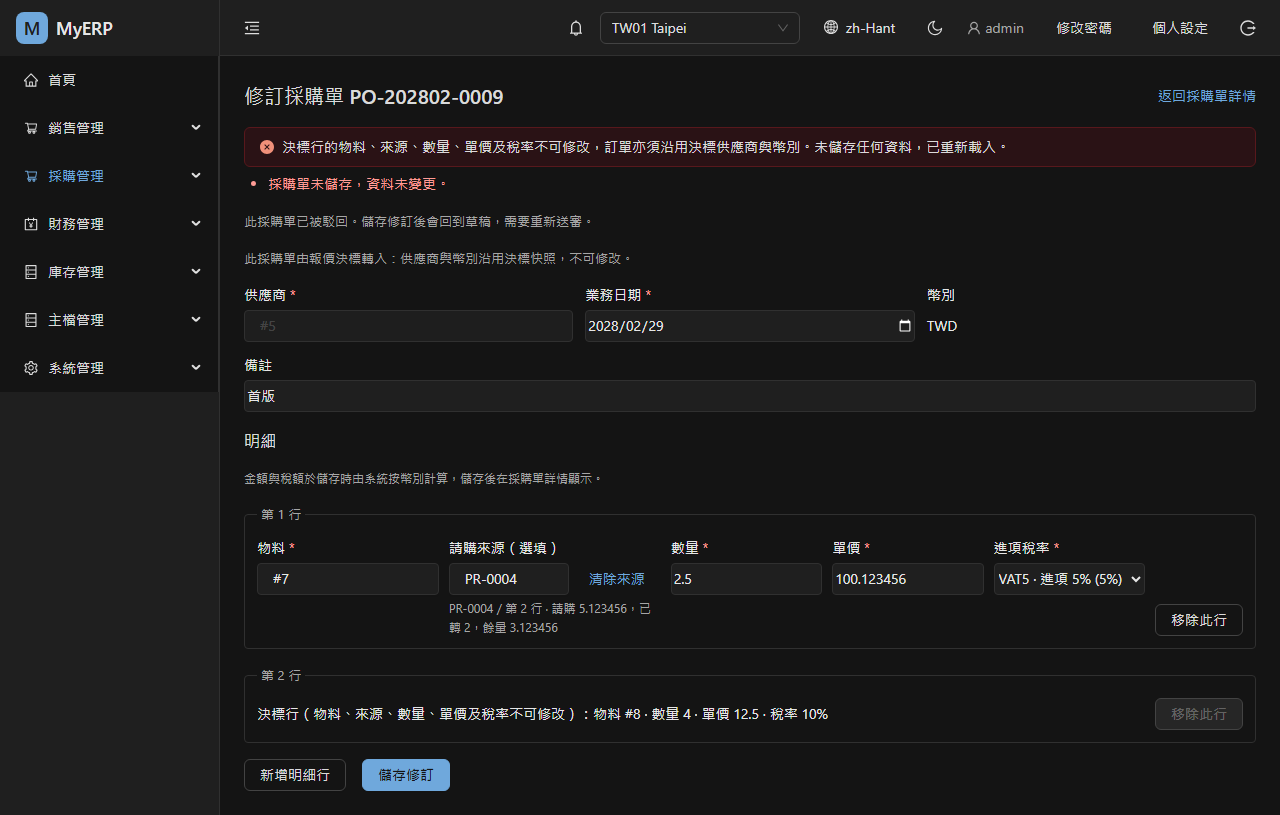 M MyERP
TW01 Taipei
zh-Hant
admin
修改密碼
個人設定
首頁
銷售管理
採購管理
財務管理
庫存管理
主檔管理
系統管理
修訂採購單 PO-202802-0009
返回採購單詳情
決標行的物料、來源、數量、單價及稅率不可修改，訂單亦須沿用決標供應商與幣別。未儲存任何資料，已重新載入。
• 採購單未儲存，資料未變更。
此採購單已被駁回。儲存修訂後會回到草稿，需要重新送審。
此採購單由報價決標轉入：供應商與幣別沿用決標快照，不可修改。
供應商 * 業務日期 * 幣別
#5 2028/02/29 TWD
備註
首版
明細
金額與稅額於儲存時由系統按幣別計算，儲存後在採購單詳情顯示。
第 1 行
物料 * 請購來源（選填） 數量 * 單價 * 進項稅率 *
#7 PR-0004 清除來源 2.5 100.123456 VAT5 · 進項 5% (5%)
PR-0004 / 第 2 行 · 請購 5.123456，已
轉 2，餘量 3.123456
移除此行
第 2 行
決標行（物料、來源、數量、單價及稅率不可修改）：物料 #8 · 數量 4 · 單價 12.5 · 稅率 10%
移除此行
新增明細行 儲存修訂